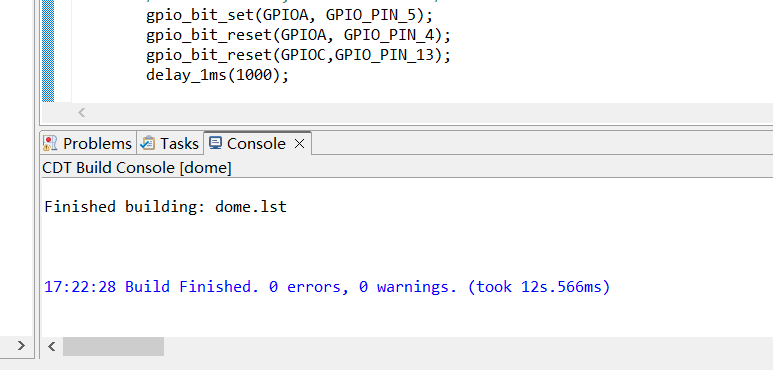 gpio_bit_set(GPIOA, GPIO_PIN_5);
gpio_bit_reset(GPIOA, GPIO_PIN_4);
gpio_bit_reset(GPIOC,GPIO_PIN_13);
delay_1ms(1000);
Problems Tasks Console
CDT Build Console [dome]
Finished building: dome.lst
17:22:28 Build Finished. 0 errors, 0 warnings. (took 12s.566ms)